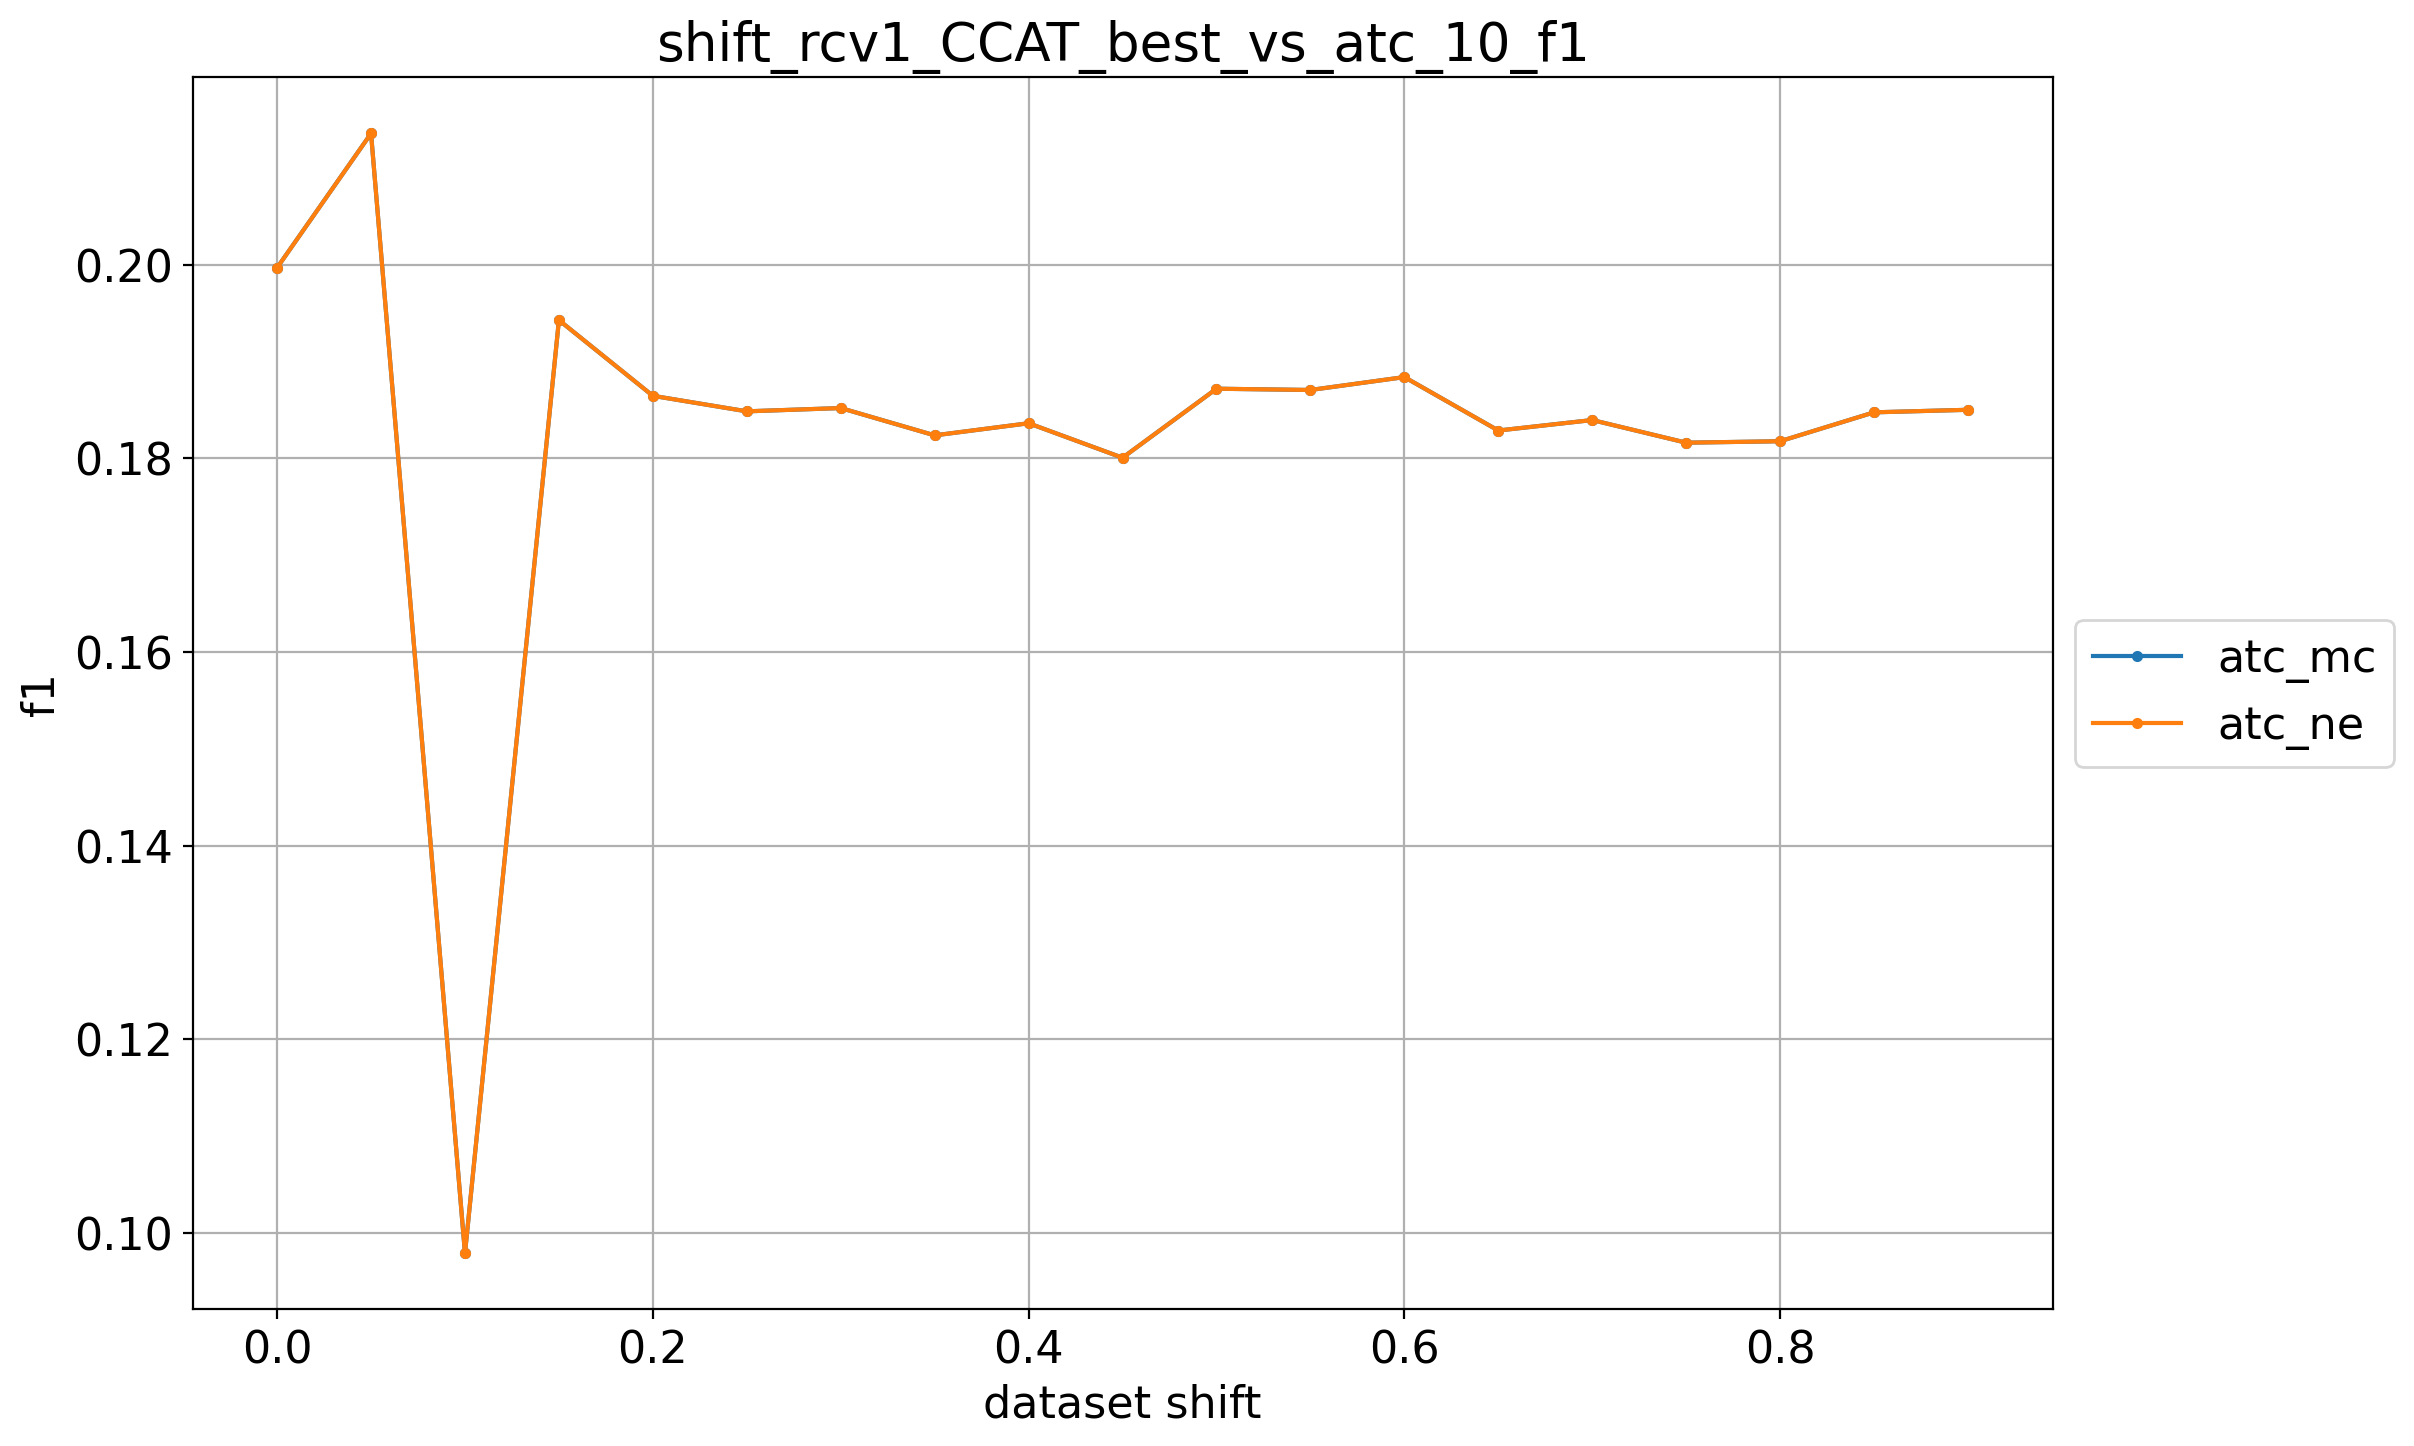 shift_rcv1_CCAT_best_vs_atc_10_f1
0.20
0.18
0.16
0.14
0.12
0.10
f1
0.0 0.2 0.4 0.6 0.8
dataset shift
atc_mc
atc_ne